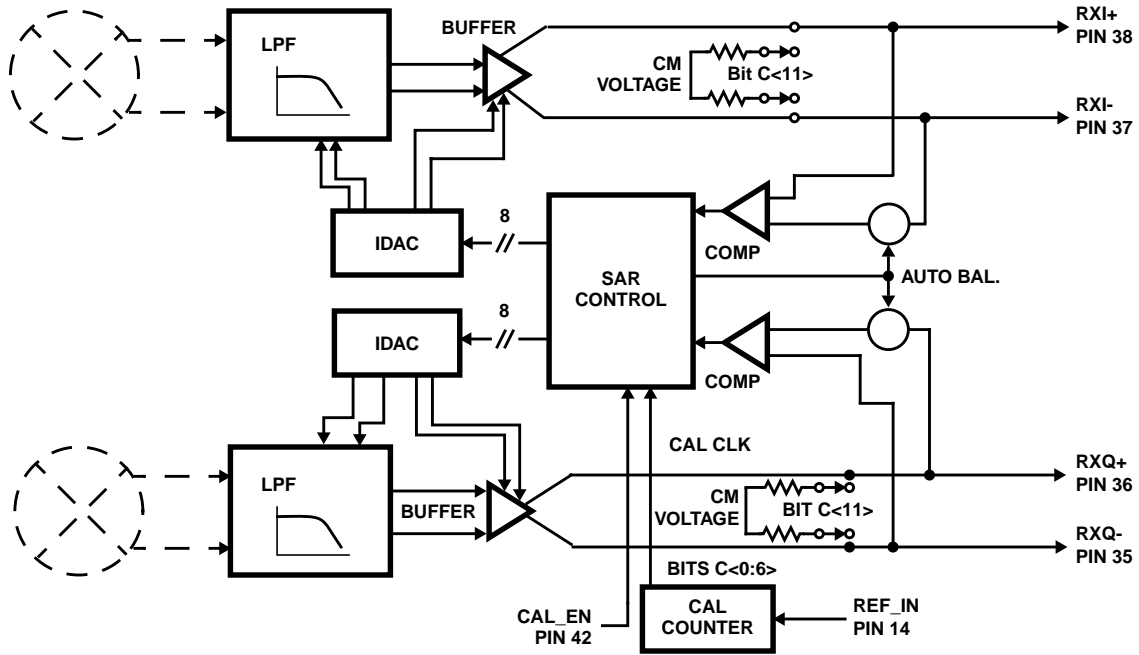 LPF
BUFFER
CM
VOLTAGE
Bit C<11>
RXI+
PIN 38
RXI-
PIN 37
IDAC
8
SAR
CONTROL
COMP
AUTO BAL.
IDAC
8
COMP
CAL CLK
LPF
BUFFER
CM
VOLTAGE
BIT C<11>
RXQ+
PIN 36
RXQ-
PIN 35
BITS C<0:6>
CAL_EN
PIN 42
CAL
COUNTER
REF_IN
PIN 14